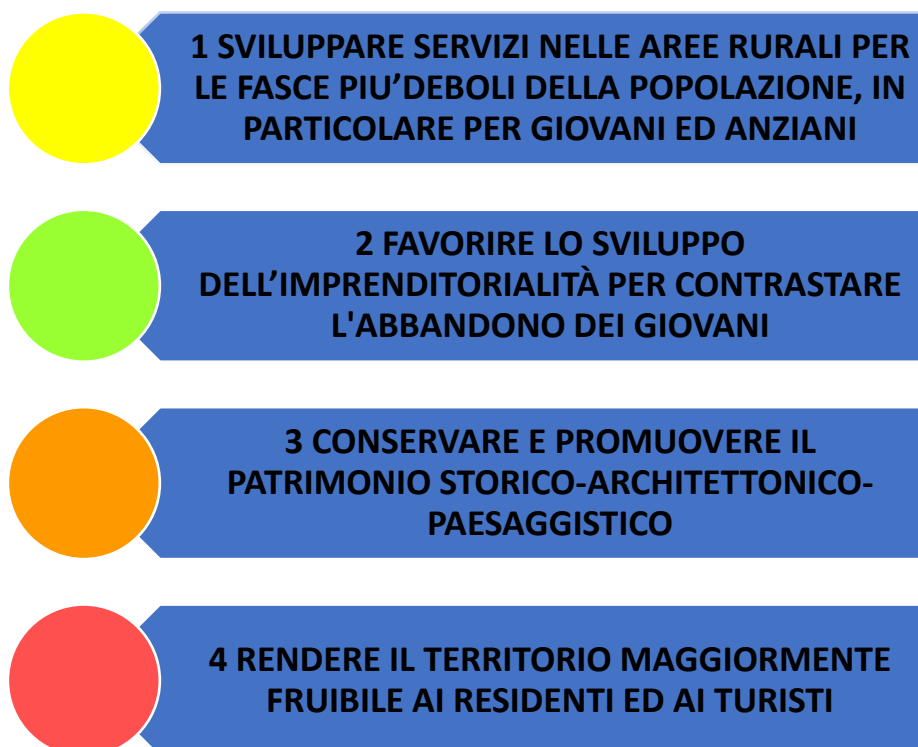 1 SVILUPPARE SERVIZI NELLE AREE RURALI PER
LE FASCE PIU’DEBOLI DELLA POPOLAZIONE, IN
PARTICOLARE PER GIOVANI ED ANZIANI
2 FAVORIRE LO SVILUPPO
DELL’IMPRENDITORIALITÀ PER CONTRASTARE
L'ABBANDONO DEI GIOVANI
3 CONSERVARE E PROMUOVERE IL
PATRIMONIO STORICO-ARCHITETTONICO-
PAESAGGISTICO
4 RENDERE IL TERRITORIO MAGGIORMENTE
FRUIBILE AI RESIDENTI ED AI TURISTI